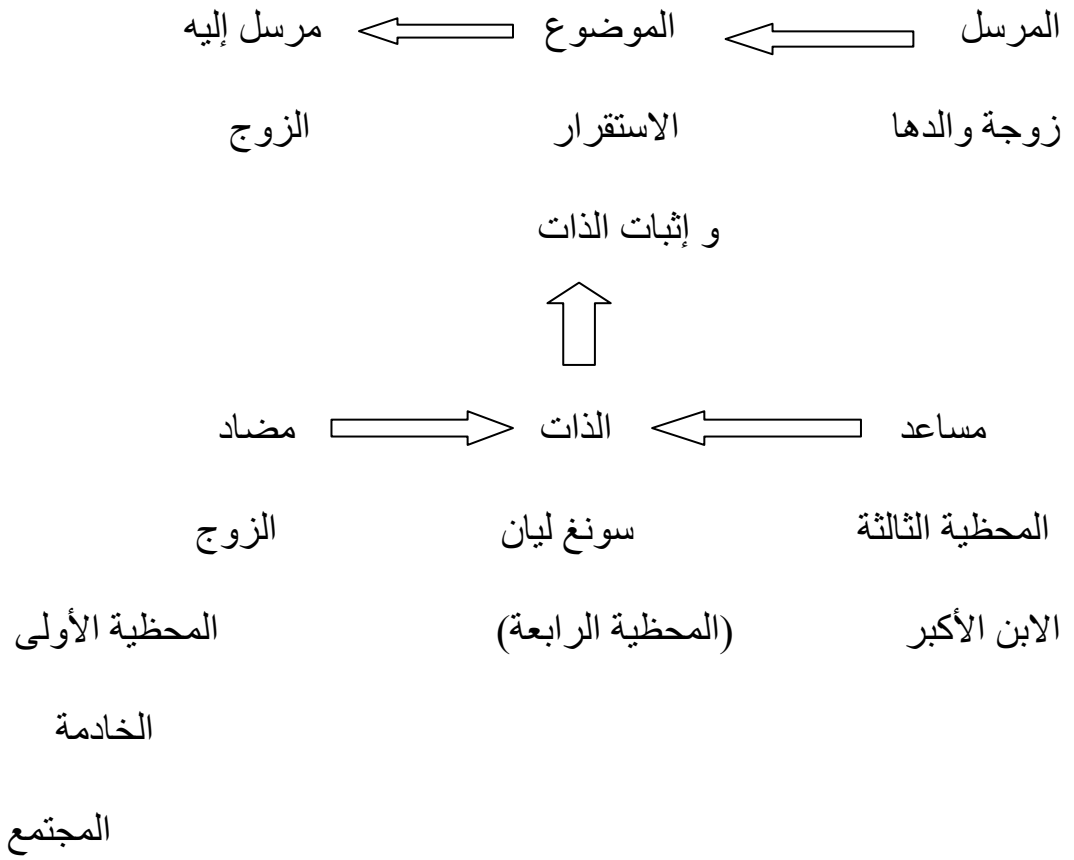 المرسل الموضوع مرسل إليه
زوجة والدها الاستقرار الزوج
و إثبات الذات
مساعد الذات مضاد
المحظية الثالثة سونغ ليان الزوج
الابن الأكبر (المحظية الرابعة) المحظية الأولى
الخادمة
المجتمع